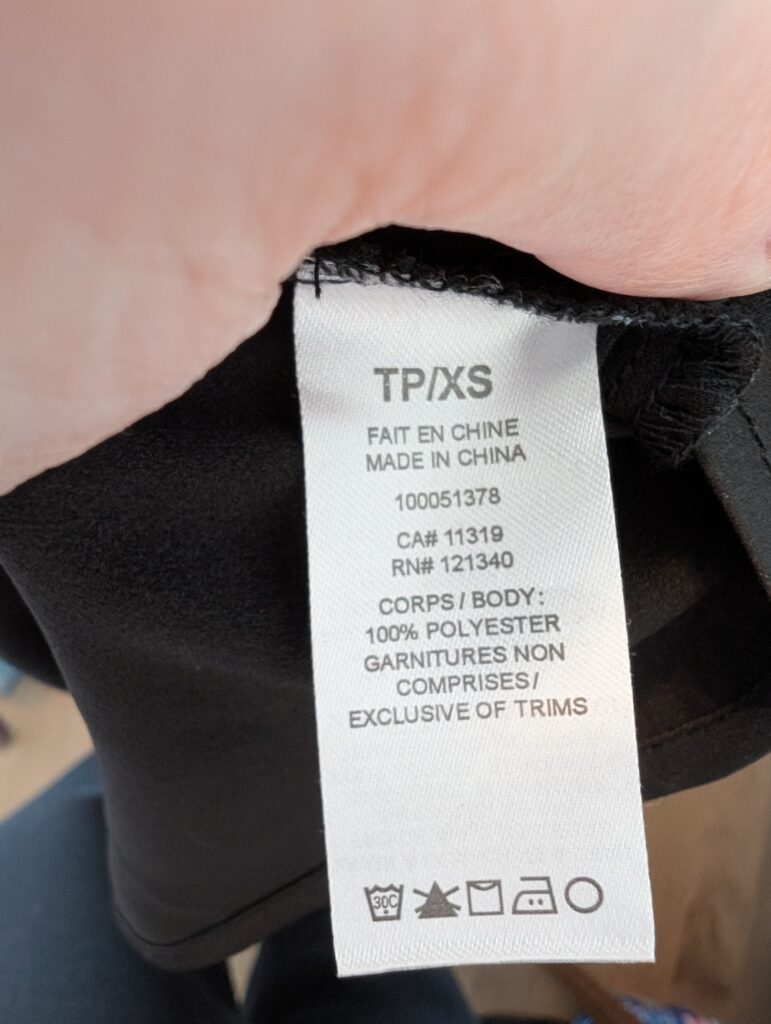 TP/XS
FAIT EN CHINE
MADE IN CHINA
100051378
CA# 11319
RN# 121340
CORPS / BODY:
100% POLYESTER
GARNITURES NON
COMPRISES/
EXCLUSIVE OF TRIMS
30C